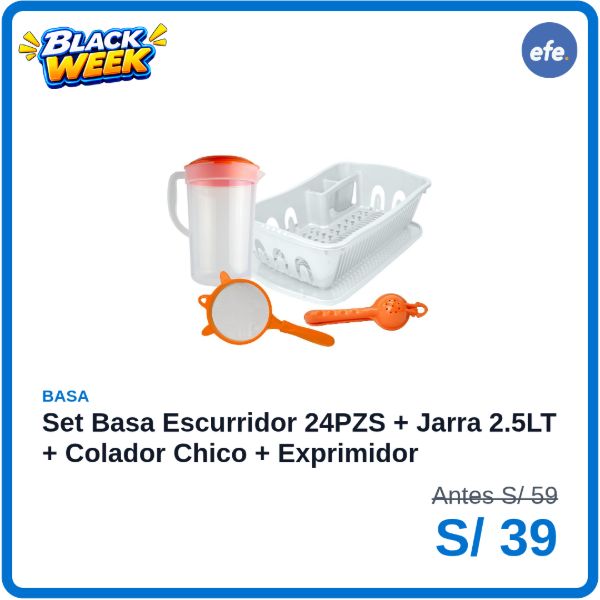 BLACK
WEEK
efe.
BASA
Set Basa Escurridor 24PZS + Jarra 2.5LT
+ Colador Chico + Exprimidor
Antes S/ 59
S/ 39